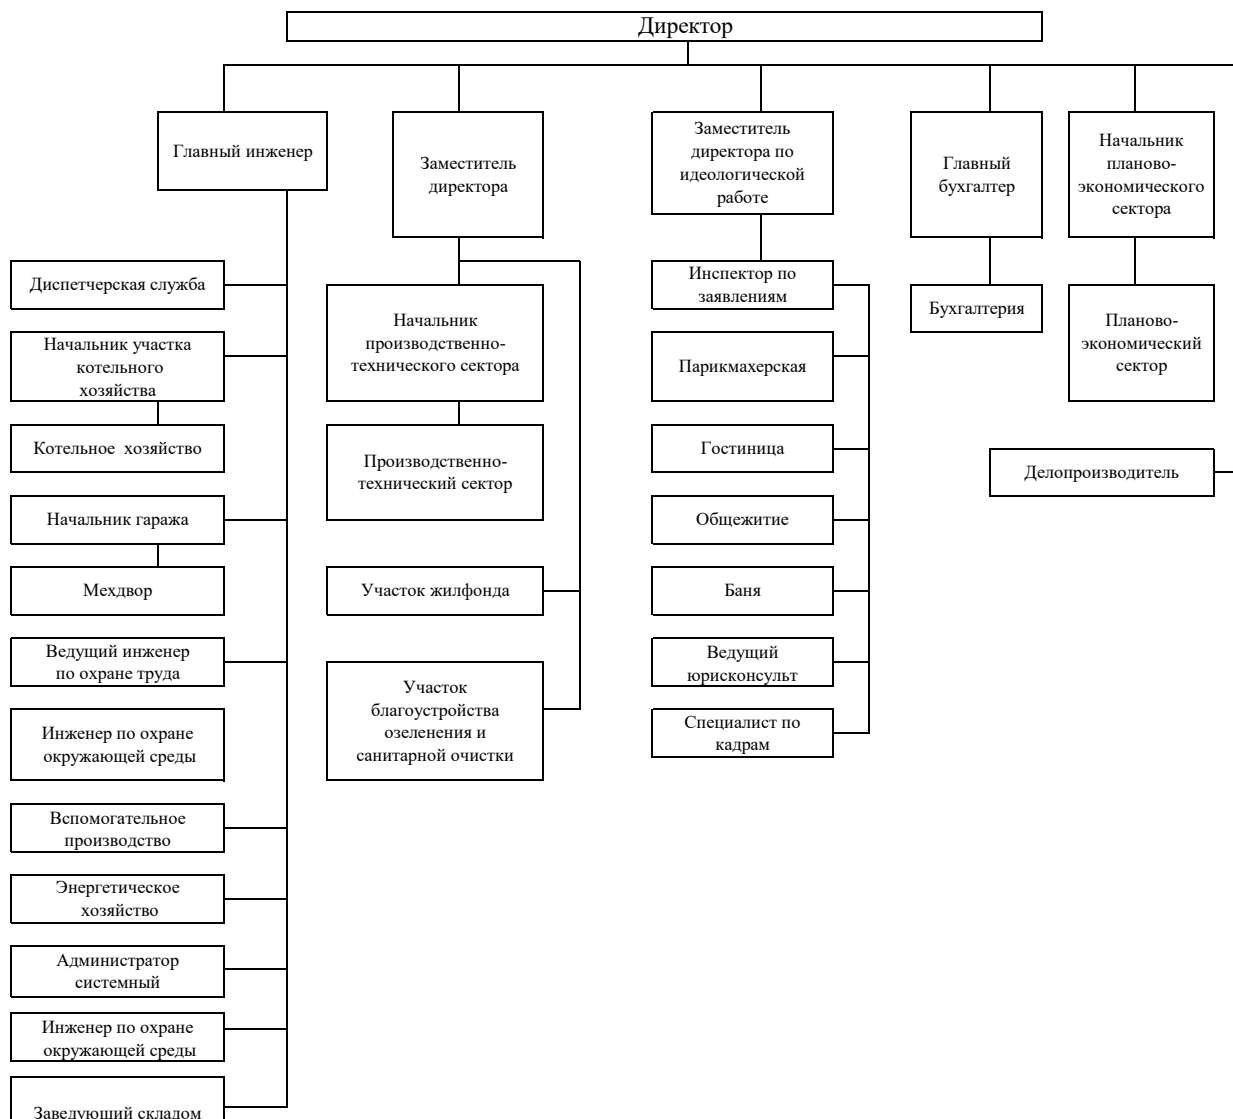 Директор
Главный инженер
Диспетчерская служба
Начальник участка
котельного
хозяйства
Котельное хозяйство
Начальник гаража
Мехдвор
Ведущий инженер
по охране труда
Инженер по охране
окружающей среды
Вспомогательное
производство
Энергетическое
хозяйство
Администратор
системный
Инженер по охране
окружающей среды
Заведующий складом
Заместитель
директора
Начальник
производственно-
технического сектора
Производственно-
технический сектор
Участок жилфонда
Участок
благоустройства
озеленения и
санитарной очистки
Заместитель
директора по
идеологической
работе
Инспектор по
заявлениям
Парикмахерская
Гостиница
Общежитие
Баня
Ведущий
юрисконсульт
Специалист по
кадрам
Главный
бухгалтер
Бухгалтерия
Начальник
планово-
экономического
сектора
Планово-
экономический
сектор
Делопроизводитель